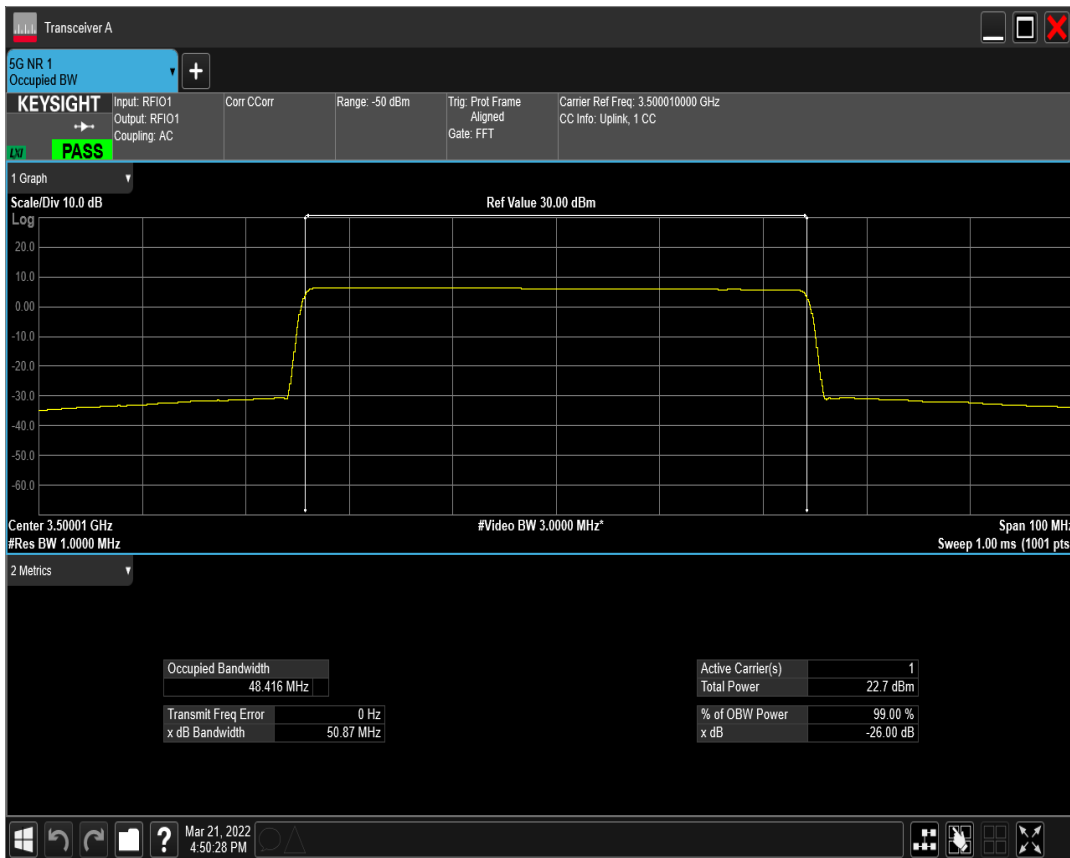 Transceiver A
5G NR 1
Occupied BW
KEYSIGHT
LXI
PASS
Input: RFIO1
Output: RFIO1
Coupling: AC
Corr CCorr
Range: -50 dBm
Trig: Prot Frame
Aligned
Gate: FFT
Carrier Ref Freq: 3.500010000 GHz
CC Info: Uplink, 1 CC
1 Graph
Scale/Div 10.0 dB
Ref Value 30.00 dBm
Log
20.0
10.0
0.00
-10.0
-20.0
-30.0
-40.0
-50.0
-60.0
Center 3.50001 GHz
#Video BW 3.0000 MHz*
Span 100 MHz
#Res BW 1.0000 MHz
Sweep 1.00 ms (1001 pts
2 Metrics
Occupied Bandwidth
48.416 MHz
Transmit Freq Error 0 Hz
x dB Bandwidth 50.87 MHz
Active Carrier(s) 1
Total Power 22.7 dBm
% of OBW Power 99.00 %
x dB -26.00 dB
?
Mar 21, 2022
4:50:28 PM